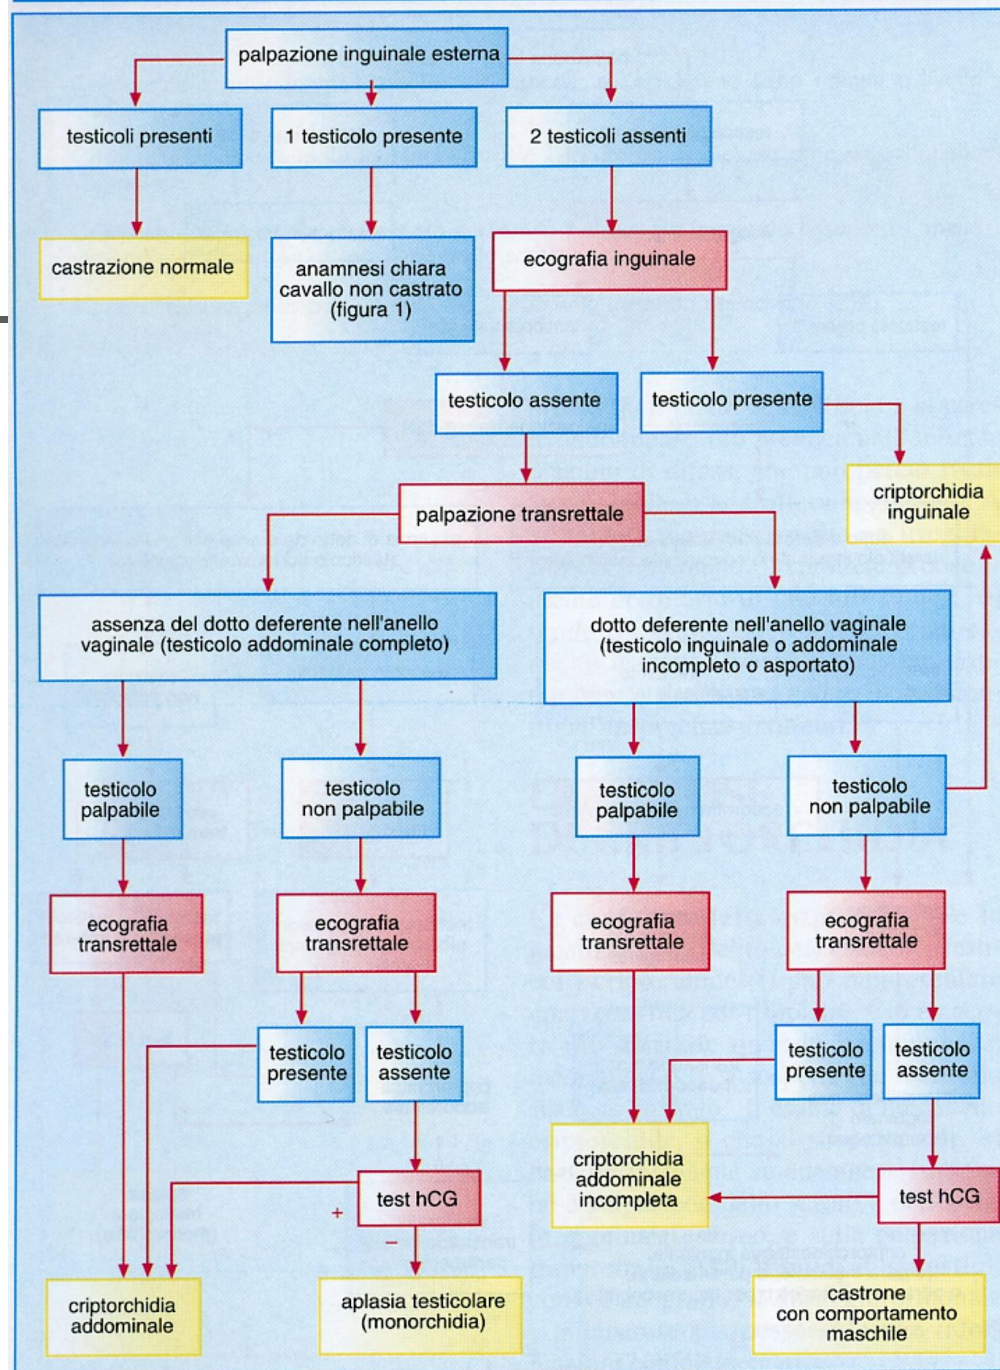 palpazione inguinale esterna
testicoli presenti
1 testicolo presente
2 testicoli assenti
castrazione normale
anamnesi chiara
cavallo non castrato
(figura 1)
ecografia inguinale
testicolo assente
testicolo presente
criptorchidia
inguinale
palpazione transrettale
assenza del dotto deferente nell'anello
vaginale (testicolo addominale completo)
dotto deferente nell'anello vaginale
(testicolo inguinale o addominale
incompleto o asportato)
testicolo
palpabile
testicolo
non palpabile
testicolo
palpabile
testicolo
non palpabile
ecografia
transrettale
ecografia
transrettale
ecografia
transrettale
ecografia
transrettale
testicolo
presente
testicolo
assente
testicolo
presente
testicolo
assente
criptorchidia
addominale
incompleta
test hCG
+
−
test hCG
criptorchidia
addominale
aplasia testicolare
(monorchidia)
castrone
con comportamento
maschile